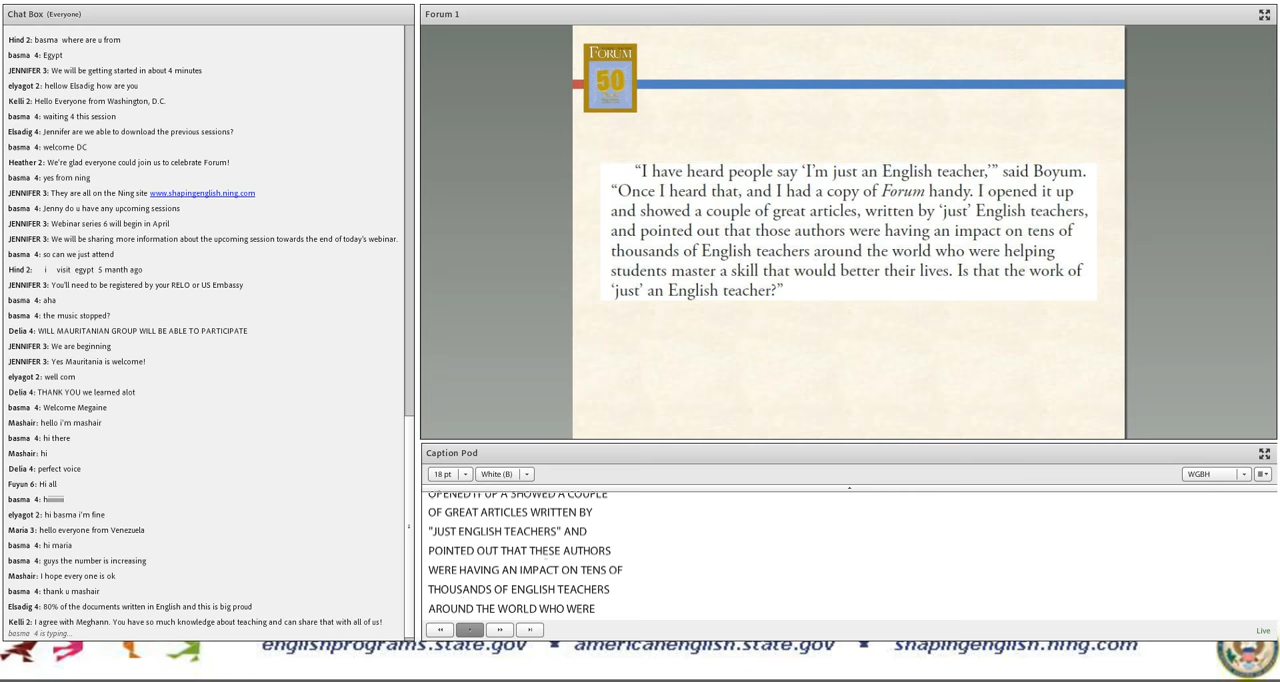 Chat Box (Everyone)
Hind 2: basma where are u from
basma 4: Egypt
JENNIFER 3: We will be getting started in about 4 minutes
elyagot 2: hellow Elsadig how are you
Kelli 2: Hello Everyone from Washington, D.C.
basma 4: waiting 4 this session
Elsadig 4: Jennifer are we able to download the previous sessions?
basma 4: welcome DC
Heather 2: We're glad everyone could join us to celebrate Forum!
basma 4: yes from ning
JENNIFER 3: They are all on the Ning site www.shapingenglish.ning.com
basma 4: Jenny do u have any upcoming sessions
JENNIFER 3: Webinar series 6 will begin in April
JENNIFER 3: We will be sharing more information about the upcoming session towards the end of today's webinar.
basma 4: so can we just attend
Hind 2: i visit egypt 5 manth ago
JENNIFER 3: You'll need to be registered by your RELO or US Embassy
basma 4: aha
basma 4: the music stopped?
Delia 4: WILL MAURITANIAN GROUP WILL BE ABLE TO PARTICIPATE
JENNIFER 3: We are beginning
JENNIFER 3: Yes Mauritania is welcome!
elyagot 2: well com
Delia 4: THANK YOU we learned alot
basma 4: Welcome Megaine
Mashair: hello i'm mashair
basma 4: hi there
Mashair: hi
Delia 4: perfect voice
Fuyun 6: Hi all
basma 4: hiiiiiiiii
elyagot 2: hi basma i'm fine
Maria 3: hello everyone from Venezuela
basma 4: hi maria
basma 4: guys the number is increasing
Mashair: I hope every one is ok
basma 4: thank u mashair
Elsadig 4: 80% of the documents written in English and this is big proud
Kelli 2: I agree with Meghann. You have so much knowledge about teaching and can share that with all of us!
basma 4 is typing...
Forum 1
FORUM
50
“I have heard people say ‘I’m just an English teacher,’” said Boyum.
“Once I heard that, and I had a copy of Forum handy. I opened it up
and showed a couple of great articles, written by ‘just’ English teachers,
and pointed out that those authors were having an impact on tens of
thousands of English teachers around the world who were helping
students master a skill that would better their lives. Is that the work of
‘just’ an English teacher?”
Caption Pod
18 pt White (B) WGBH
OPENED IT UP A SHOWED A COUPLE
OF GREAT ARTICLES WRITTEN BY
"JUST ENGLISH TEACHERS" AND
POINTED OUT THAT THESE AUTHORS
WERE HAVING AN IMPACT ON TENS OF
THOUSANDS OF ENGLISH TEACHERS
AROUND THE WORLD WHO WERE
Live
englishprograms.state.gov americanenglish.state.gov shapingenglish.ning.com